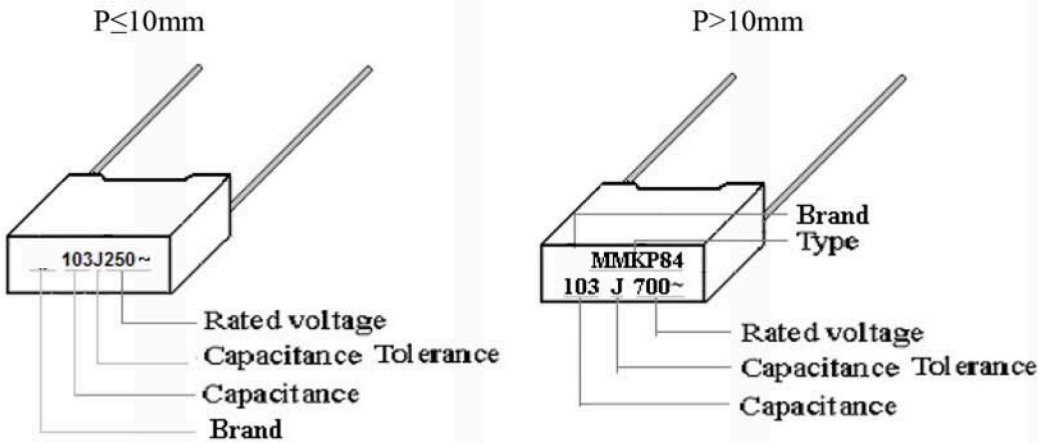 P≤10mm
103J250~
Rated voltage
Capacitance Tolerance
Capacitance
Brand
P>10mm
Brand
Type
MMKP84
103 J 700~
Rated voltage
Capacitance Tolerance
Capacitance